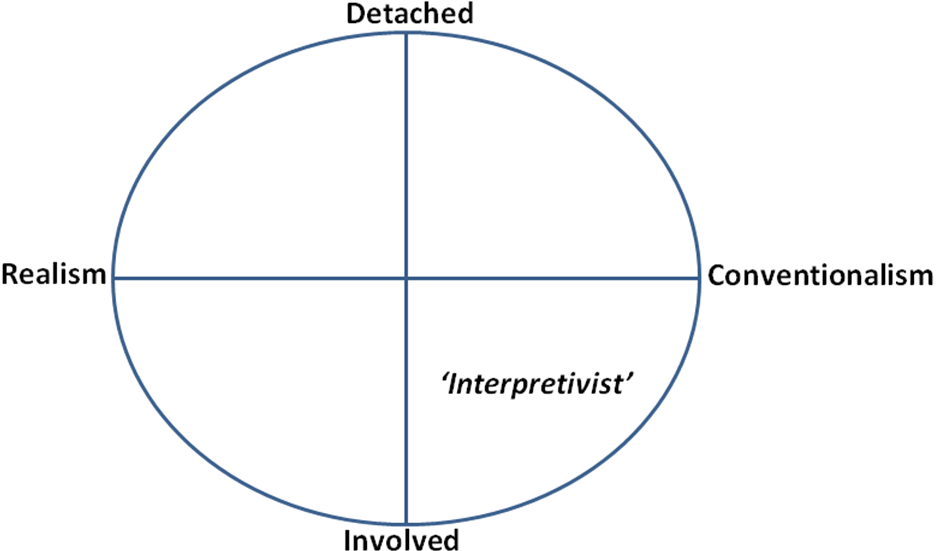 Detached
Realism
Conventionalism
‘Interpretivist’
Involved